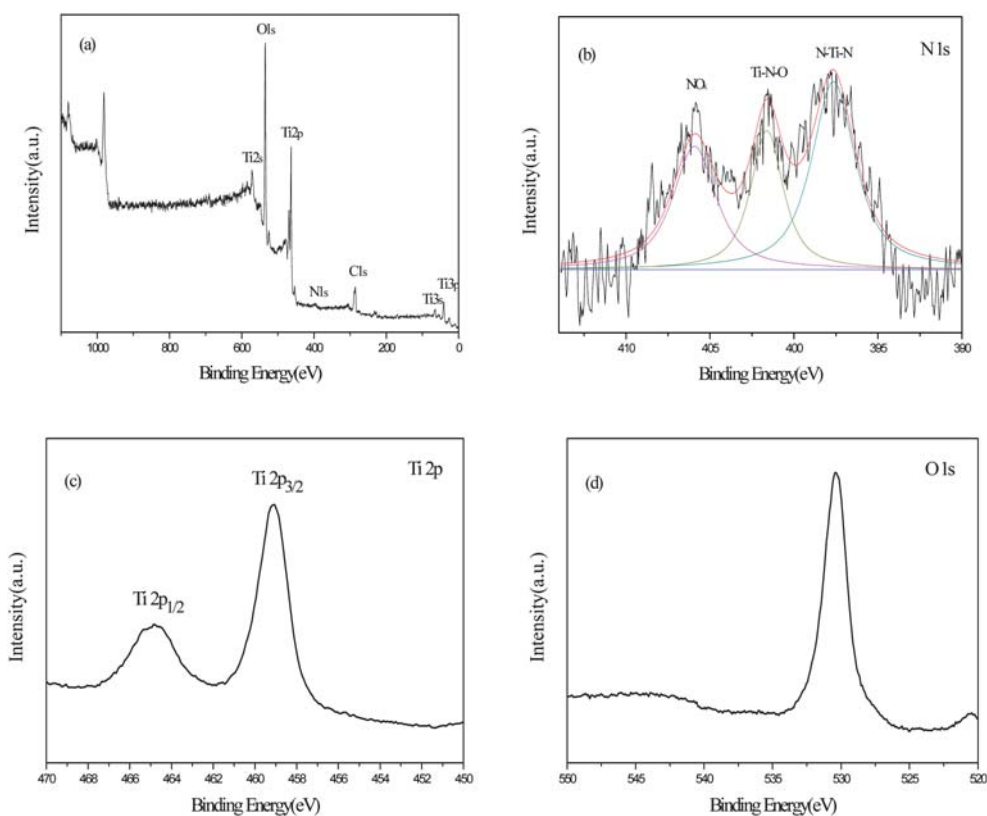 (a)
O1s
Ti2p
Ti2s
N1s
C1s
Ti3s
Ti3p
Intensity(a.u.)
1000 800 600 400 200 0
Binding Energy(eV)
(b)
N 1s
N-Ti-N
Ti-N-O
Intensity(a.u.)
410 405 400 395 390
Binding Energy(eV)
(c)
Ti 2p
Ti 2p3/2
Ti 2p1/2
Intensity(a.u.)
470 468 466 464 462 460 458 456 454 452 450
Binding Energy(eV)
(d)
O 1s
Intensity(a.u.)
550 545 540 535 530 525 520
Binding Energy(eV)